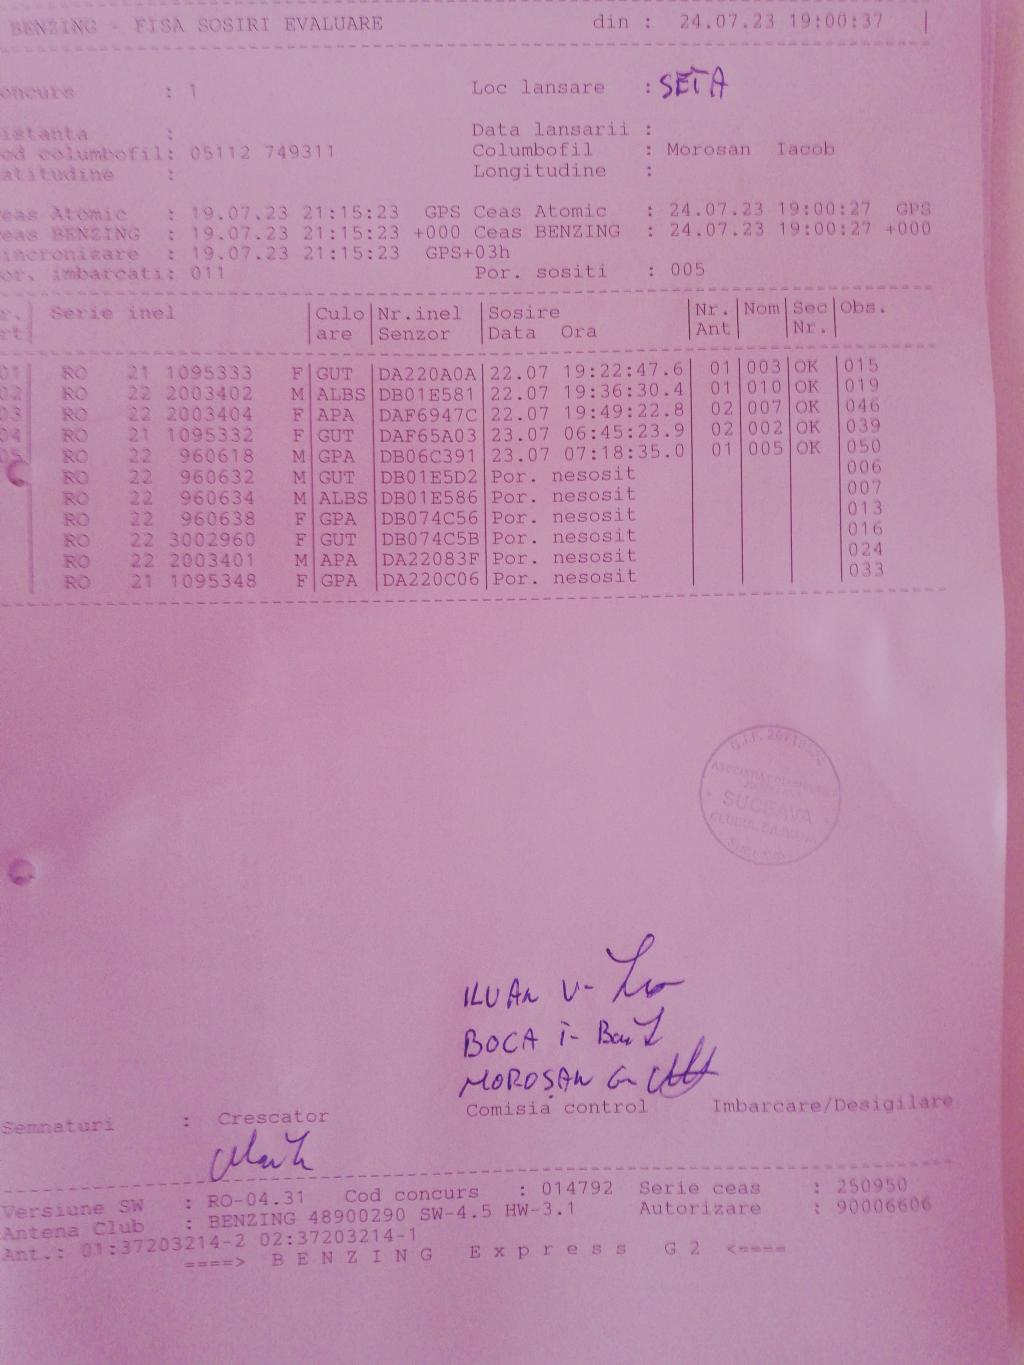 BENZING - FISA SOSIRI EVALUARE din : 24.07.23 19:00:37
oncurs : 1 Loc lansare : SETA
istanta : Data lansarii :
od columbofil: 05112 749311 Columbofil : Morosan Iacob
atitudine : Longitudine :
eas Atomic : 19.07.23 21:15:23 GPS Ceas Atomic : 24.07.23 19:00:27 GPS
eas BENZING : 19.07.23 21:15:23 +000 Ceas BENZING : 24.07.23 19:00:27 +000
incronizare : 19.07.23 21:15:23 GPS+03h
or. imbarcati: 011 Por. sositi : 005
r. Serie inel Culo Nr.inel Sosire Nr. Nom Sec Obs.
rt are Senzor Data Ora Ant Nr.
01 RO 21 1095333 F GUT DA220A0A 22.07 19:22:47.6 01 003 OK 015
02 RO 22 2003402 M ALBS DB01E581 22.07 19:36:30.4 01 010 OK 019
03 RO 22 2003404 F APA DAF6947C 22.07 19:49:22.8 02 007 OK 046
04 RO 21 1095332 F GUT DAF65A03 23.07 06:45:23.9 02 002 OK 039
05 RO 22 960618 M GPA DB06C391 23.07 07:18:35.0 01 005 OK 050
RO 22 960632 M GUT DB01E5D2 Por. nesosit 006
RO 22 960634 M ALBS DB01E586 Por. nesosit 007
RO 22 960638 F GPA DB074C56 Por. nesosit 013
RO 22 3002960 F GUT DB074C5B Por. nesosit 016
RO 22 2003401 M APA DA22083F Por. nesosit 024
RO 21 1095348 F GPA DA220C06 Por. nesosit 033
SUCEAVA
ILUAN V-
BOCA I-
MOROȘAN G-
Semnaturi : Crescator Comisia control Imbarcare/Desigilare
Versiune SW : RO-04.31 Cod concurs : 014792 Serie ceas : 250950
Antena Club : BENZING 48900290 SW-4.5 HW-3.1 Autorizare : 90006606
Ant.: 01:37203214-2 02:37203214-1
====> B E N Z I N G E x p r e s s G 2 <====